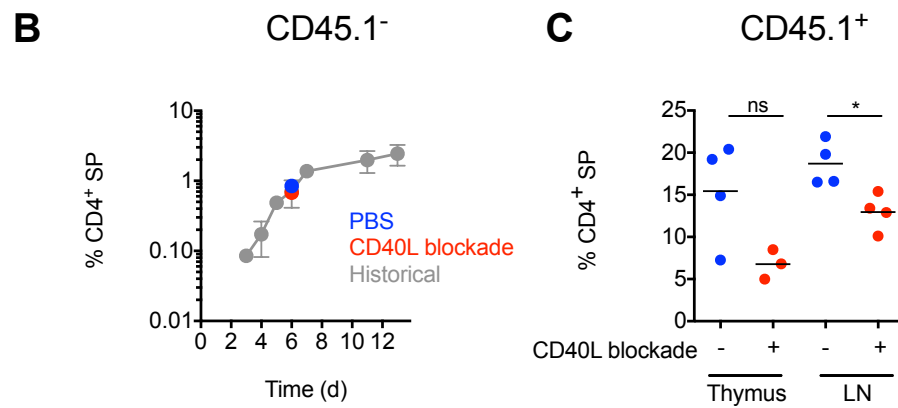 B
CD45.1-
% CD4+ SP
10
1
0.10
0.01
0 2 4 6 8 10 12
Time (d)
PBS
CD40L blockade
Historical
C
CD45.1+
% CD4+ SP
25
20
15
10
5
0
ns
*
CD40L blockade - + - +
Thymus LN